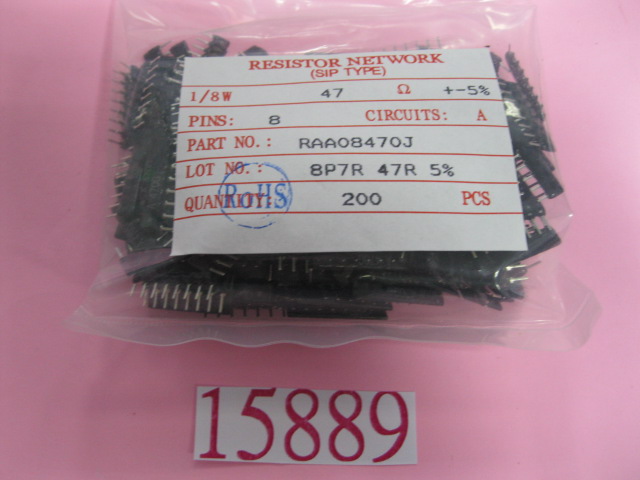 RESISTOR NETWORK
(SIP TYPE)
1/8W 47 Ω +-5%
PINS: 8 CIRCUITS: A
PART NO.: RAA08470J
LOT NO.: 8P7R 47R 5%
QUANTITY: 200 PCS
RoHS
15889